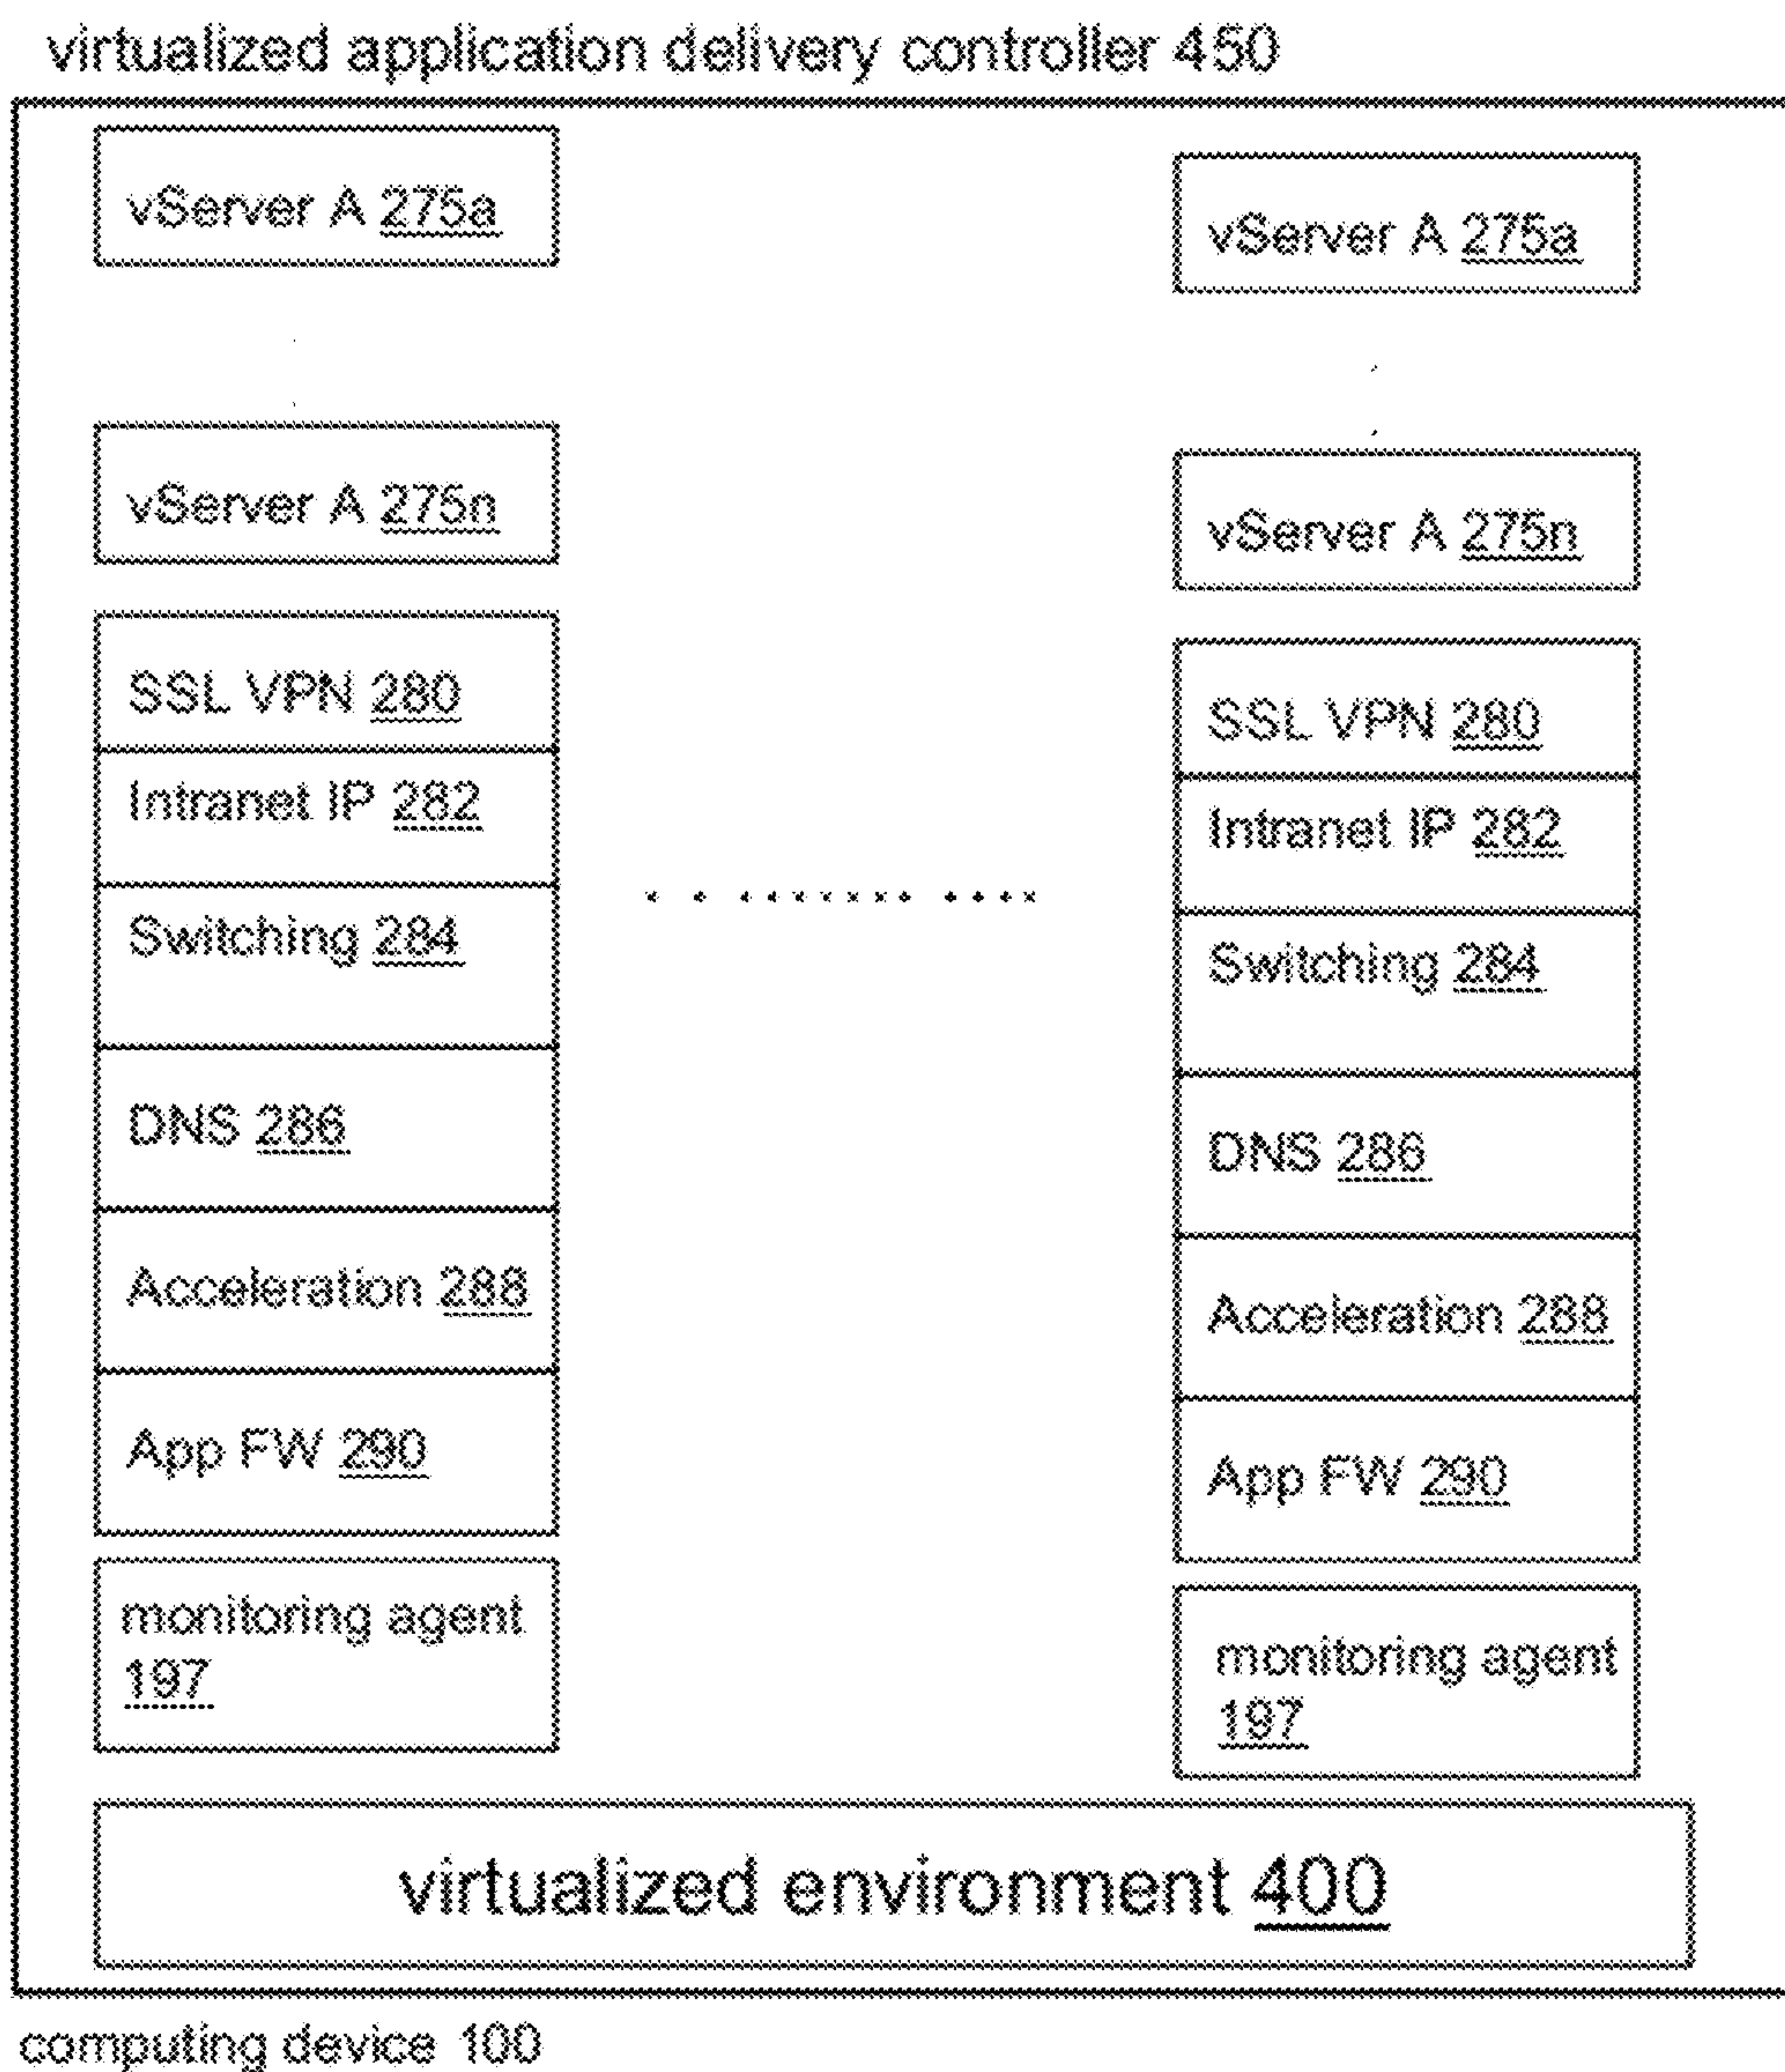 virtualized application delivery controller 450
vServer A 275a
vServer A 275n
SSL VPN 280
Intranet IP 282
Switching 284
DNS 286
Acceleration 288
App FW 290
monitoring agent
197
vServer A 275a
vServer A 275n
SSL VPN 280
Intranet IP 282
Switching 284
DNS 286
Acceleration 288
App FW 290
monitoring agent
197
virtualized environment 400
computing device 100